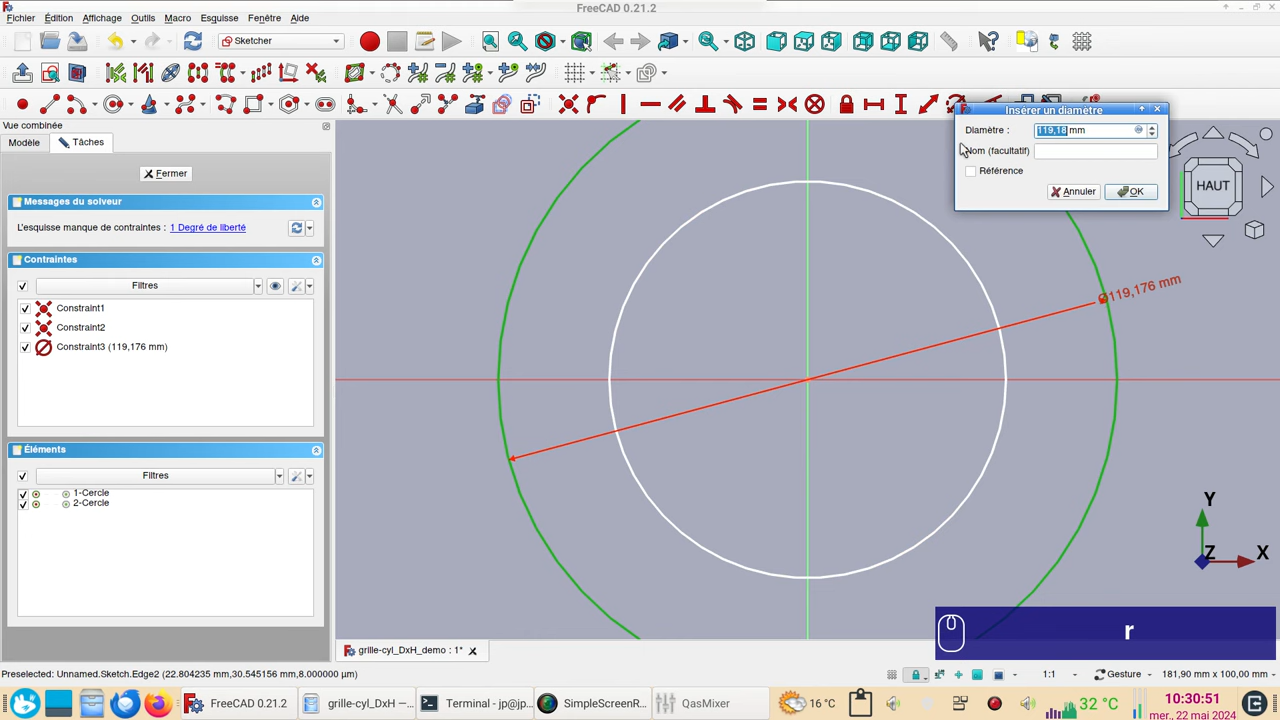 FreeCAD 0.21.2
Fichier Édition Affichage Outils Macro Esquisse Fenêtre Aide
Sketcher
Vue combinée
Modèle Tâches
Fermer
Messages du solveur
L'esquisse manque de contraintes : 1 Degré de liberté
Contraintes
Filtres
Constraint1
Constraint2
Constraint3 (119,176 mm)
Éléments
Filtres
1-Cercle
2-Cercle
Insérer un diamètre
Diamètre : 119,18 mm
Nom (facultatif)
Référence
Annuler OK
HAUT
Ø119,176 mm
Y
Z X
r
grille-cyl_DxH_demo : 1*
Preselected: Unnamed.Sketch.Edge2 (22.804235 mm,30.545156 mm,8.000000 µm) 1:1 Gesture 181,90 mm x 100,00 mm
FreeCAD 0.21.2 grille-cyl_DxH — ... Terminal - jp@jp... SimpleScreenR... QasMixer 16 °C 32 °C 10:30:51
mer., 22 mai 2024